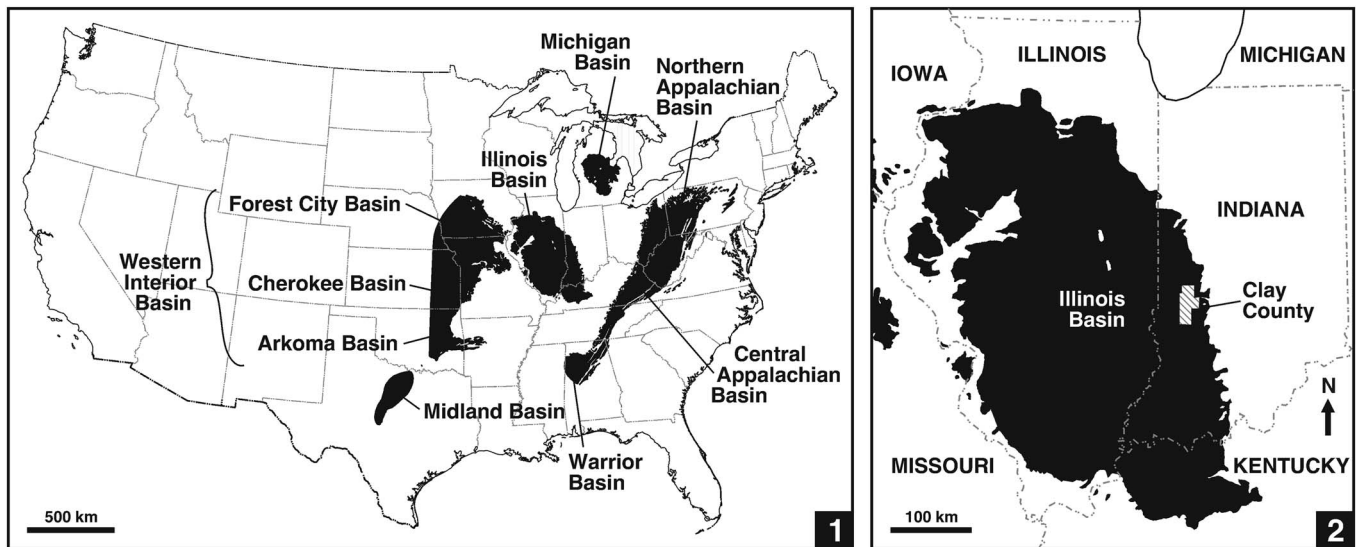 Michigan
Basin
Northern
Appalachian
Basin
Illinois
Basin
Forest City Basin
Western
Interior
Basin
Cherokee Basin
Arkoma Basin
Central
Appalachian
Basin
Midland Basin
Warrior
Basin
500 km
1
IOWA
ILLINOIS
MICHIGAN
INDIANA
Illinois
Basin
Clay
County
N
MISSOURI
KENTUCKY
100 km
2